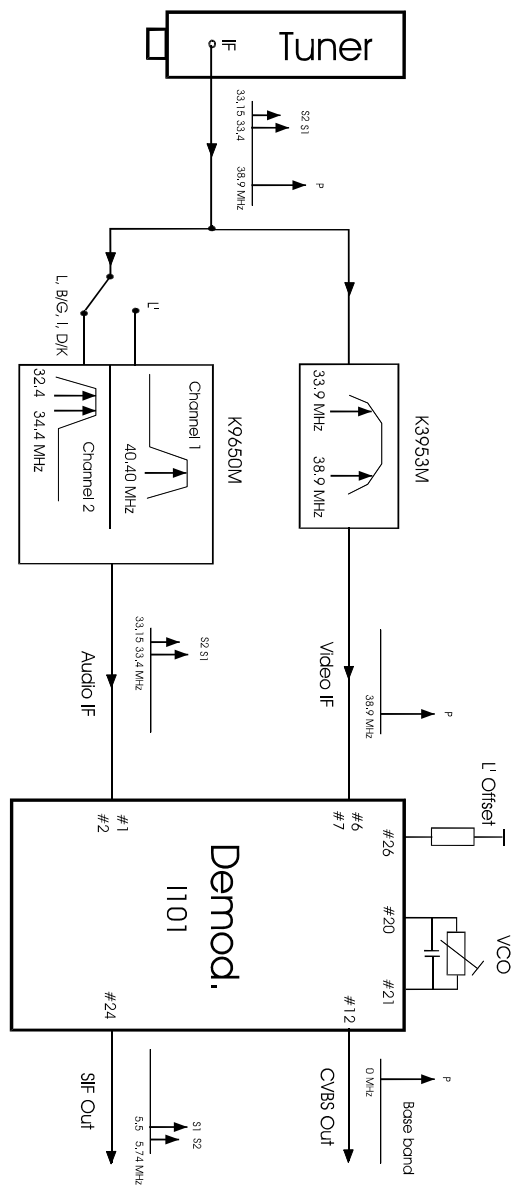 Tuner
IF
S2 S1
33,15 33,4
P
38,9 MHz
L'
L, B/G, I, D/K
K9650M
Channel 1
40,40 MHz
Channel 2
32,4 34,4 MHz
K3953M
33,9 MHz 38,9 MHz
S2 S1
33,15 33,4 MHz
Audio IF
Video IF
P
38,9 MHz
L' Offset
VCO
#26
#20
#21
#6
#7
#1
#2
Demod.
I101
#12
#24
P
0 MHz
Base band
CVBS Out
S1 S2
5,5 5,74 MHz
SIF Out